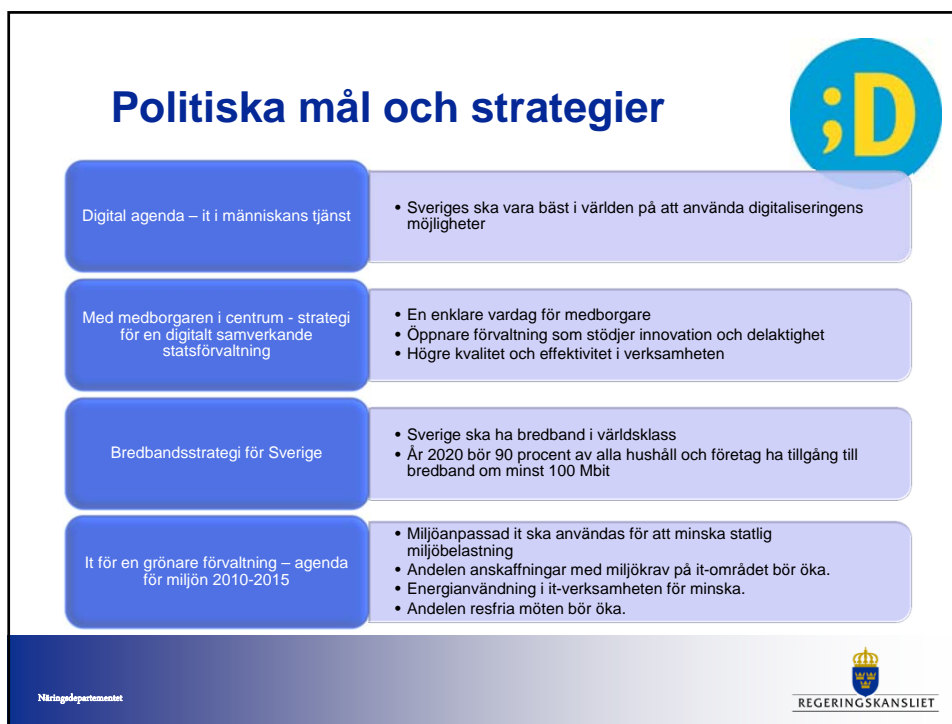 Politiska mål och strategier
;D
Digital agenda – it i människans tjänst
• Sveriges ska vara bäst i världen på att använda digitaliseringens
möjligheter
Med medborgaren i centrum - strategi
för en digitalt samverkande
statsförvaltning
• En enklare vardag för medborgare
• Öppnare förvaltning som stödjer innovation och delaktighet
• Högre kvalitet och effektivitet i verksamheten
Bredbandsstrategi för Sverige
• Sverige ska ha bredband i världsklass
• År 2020 bör 90 procent av alla hushåll och företag ha tillgång till
bredband om minst 100 Mbit
It för en grönare förvaltning – agenda
för miljön 2010-2015
• Miljöanpassad it ska användas för att minska statlig
miljöbelastning
• Andelen anskaffningar med miljökrav på it-området bör öka.
• Energianvändning i it-verksamheten för minska.
• Andelen resfria möten bör öka.
Näringsdepartementet
REGERINGSKANSLIET